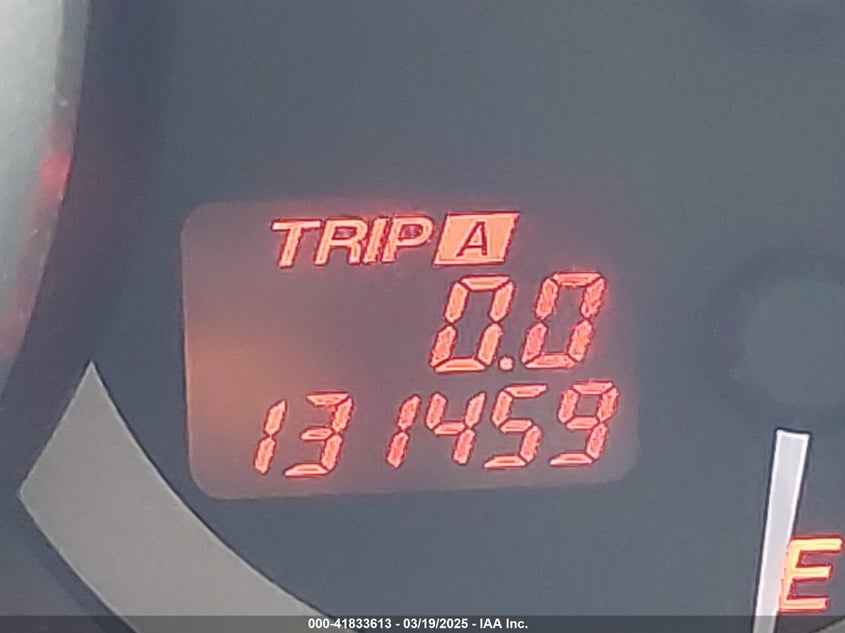 TRIP A
0.0
131459
E
000-41833613 - 03/19/2025 - IAA Inc.